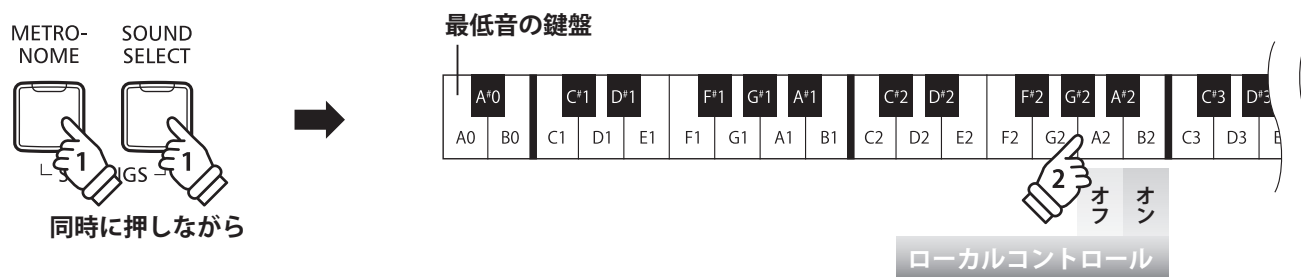 METRO-
NOME
SOUND
SELECT
1
1
同時に押しながら
最低音の鍵盤
A#0 C#1 D#1 F#1 G#1 A#1 C#2 D#2 F#2 G#2 A#2 C#3
A0 B0 C1 D1 E1 F1 G1 A1 B1 C2 D2 E2 F2 G2 A2 B2 C3 D3
2
オフ
オン
ローカルコントロール